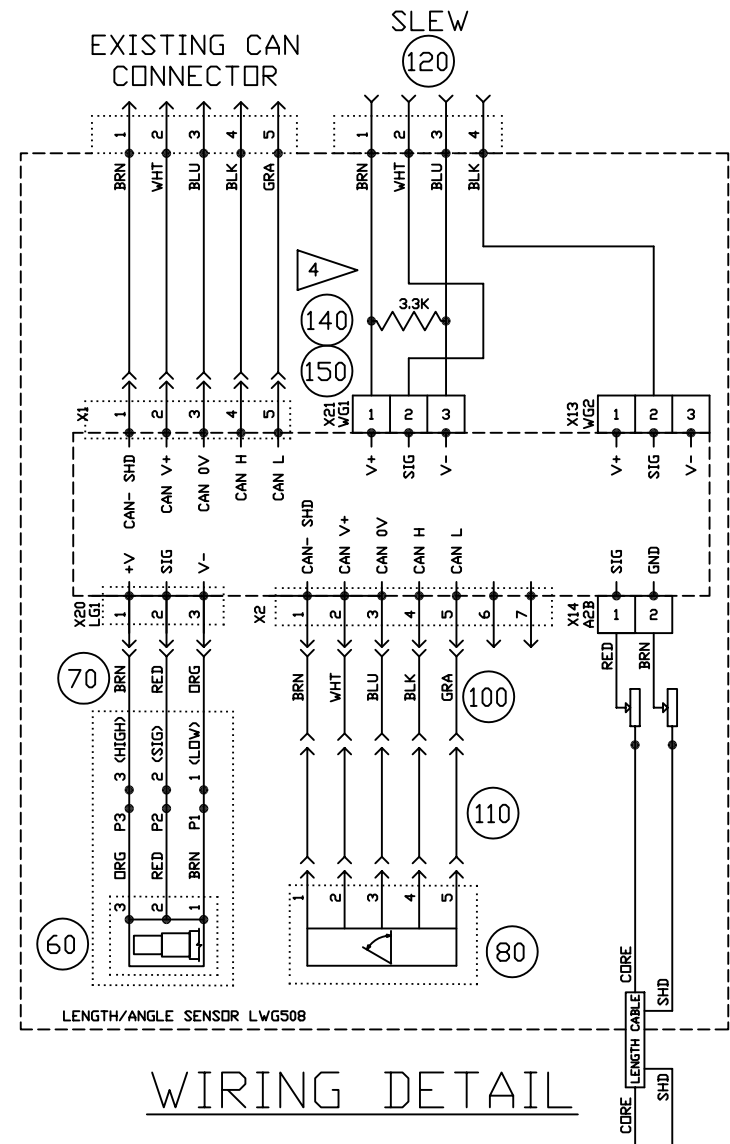 EXISTING CAN
CONNECTOR
SLEW
120
1 2 3 4 5
BRN WHT BLU BLK GRA
1 2 3 4
BRN WHT BLU BLK
4
140
3.3K
150
X1
1 2 3 4 5
X21
WG1
1 2 3
X13
WG2
1 2 3
CAN- SHD
CAN V+
CAN 0V
CAN H
CAN L
V+ SIG V-
V+ SIG V-
+V SIG V-
CAN- SHD
CAN V+
CAN 0V
CAN H
CAN L
SIG GND
X20
LG1
1 2 3
X2
1 2 3 4 5 6 7
X14
A2B
1 2
70
BRN RED ORG
BRN WHT BLU BLK GRA
100
RED BRN
3 (HIGH)
2 (SIG)
1 (LOW)
P3 P2 P1
110
ORG RED BRN
3 2 1
60
1 2 3 4 5
80
CORE
SHD
LENGTH CABLE
LENGTH/ANGLE SENSOR LWG508
SHD
CORE
WIRING DETAIL